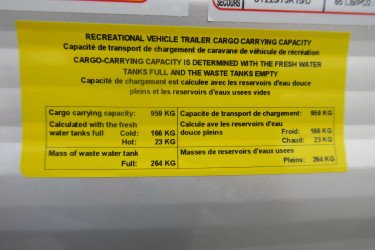 SECOURS
RECREATIONAL VEHICLE TRAILER CARGO CARRYING CAPACITY
Capacité de transport de chargement de caravane de véhicule de récréation
CARGO-CARRYING CAPACITY IS DETERMINED WITH THE FRESH WATER
TANKS FULL AND THE WASTE TANKS EMPTY
Capacité de chargement est calculee avec les reservoirs d'eau douce
pleins et les reservoirs d'eaux usees vides
Cargo carrying capacity: 959 KG
Calculated with the fresh
water tanks full Cold: 166 KG
Hot: 23 KG
Mass of waste water tank
Full: 264 KG
Capacite de transport de chargement: 959 KG
Calcule avec les reservoirs d'eau
douce pleins Froid: 166 KG
Chaud: 23 KG
Masses de reservoirs d'eaux usees
Pleins: 264 KG